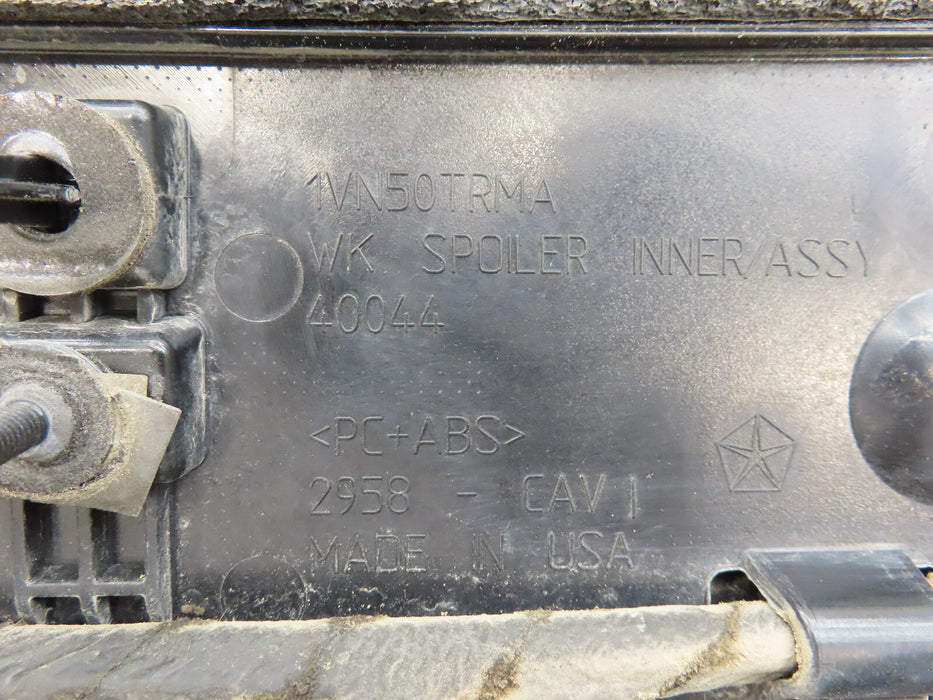 1VN50TRMA
WK SPOILER INNER/ASSY
40044
<PC+ABS>
2958 - CAV 1
MADE IN USA